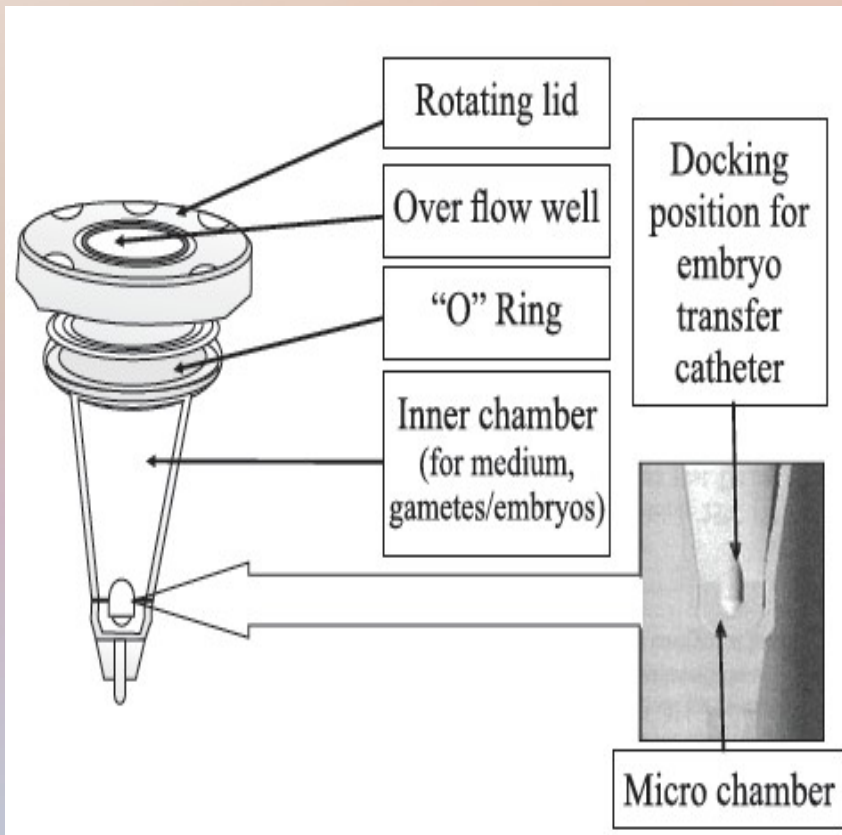 Rotating lid
Over flow well
“O” Ring
Inner chamber
(for medium,
gametes/embryos)
Docking
position for
embryo
transfer
catheter
Micro chamber